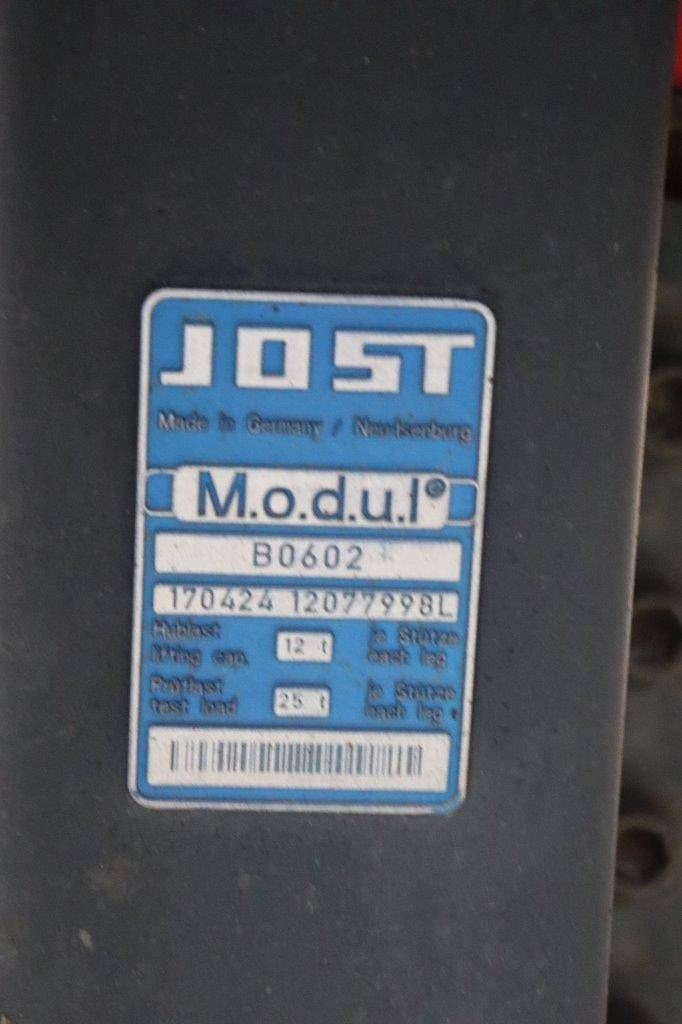 JOST
Made in Germany / Neu-Isenburg
M.o.d.u.l®
B0602
170424 12077998L
Hublast
lifting cap. 12 t je Stütze
each leg
Prüflast
test load 25 t je Stütze
each leg